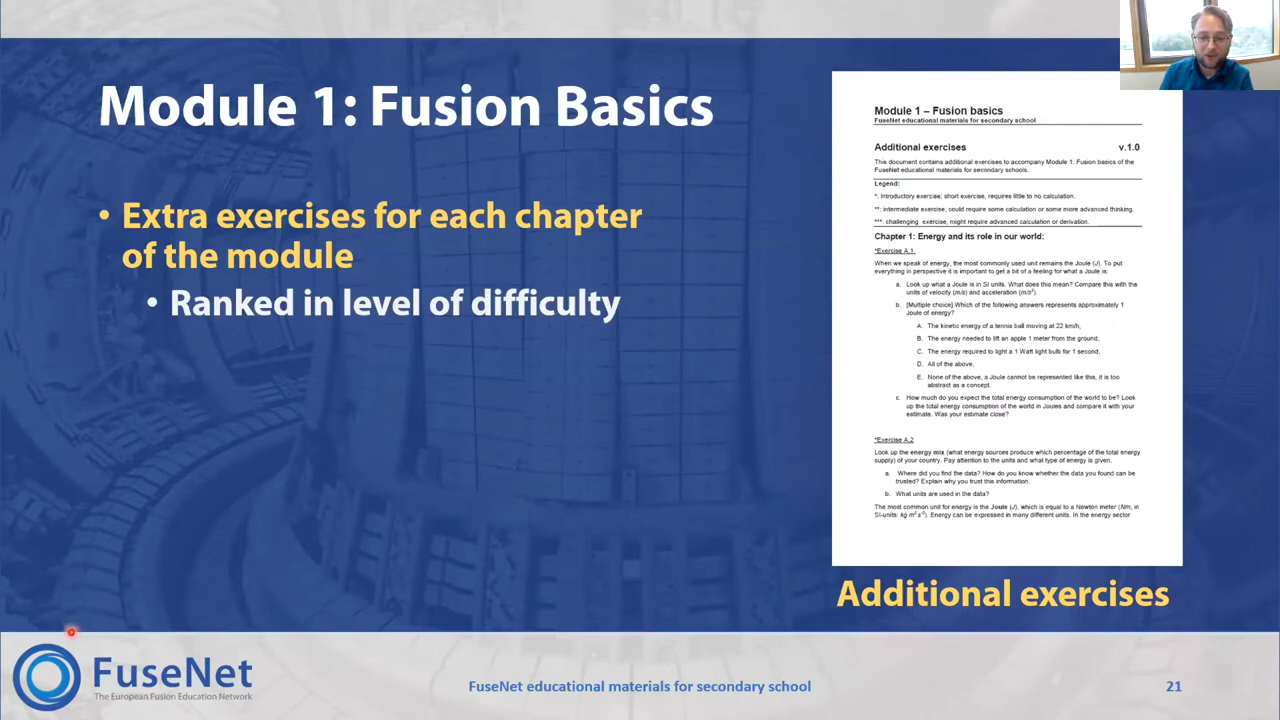 Module 1: Fusion Basics
• Extra exercises for each chapter
of the module
• Ranked in level of difficulty
Module 1 – Fusion basics
FuseNet educational materials for secondary school
Additional exercises v.1.0
This document contains additional exercises to accompany Module 1: Fusion basics of the
FuseNet educational materials for secondary schools.
Legend:
*: introductory exercise; short exercise, requires little to no calculation.
**: intermediate exercise, could require some calculation or some more advanced thinking.
***: challenging exercise, might require advanced calculation or derivation.
Chapter 1: Energy and its role in our world:
*Exercise A.1.
When we speak of energy, the most commonly used unit remains the Joule (J). To put
everything in perspective it is important to get a bit of a feeling for what a Joule is:
a. Look up what a Joule is in SI units. What does this mean? Compare this with the
units of velocity (m/s) and acceleration (m/s²).
b. [Multiple choice] Which of the following answers represents approximately 1
Joule of energy?
A. The kinetic energy of a tennis ball moving at 22 km/h,
B. The energy needed to lift an apple 1 meter from the ground,
C. The energy required to light a 1 Watt light bulb for 1 second,
D. All of the above,
E. None of the above, a Joule cannot be represented like this, it is too
abstract as a concept.
c. How much do you expect the total energy consumption of the world to be? Look
up the total energy consumption of the world in Joules and compare it with your
estimate. Was your estimate close?
*Exercise A.2
Look up the energy mix (what energy sources produce which percentage of the total energy
supply) of your country. Pay attention to the units and what type of energy is given.
a. Where did you find the data? How do you know whether the data you found can be
trusted? Explain why you trust this information.
b. What units are used in the data?
The most common unit for energy is the Joule (J), which is equal to a Newton meter (Nm, in
SI-units: kg m² s⁻²). Energy can be expressed in many different units. In the energy sector
Additional exercises
FuseNet
The European Fusion Education Network
FuseNet educational materials for secondary school
21